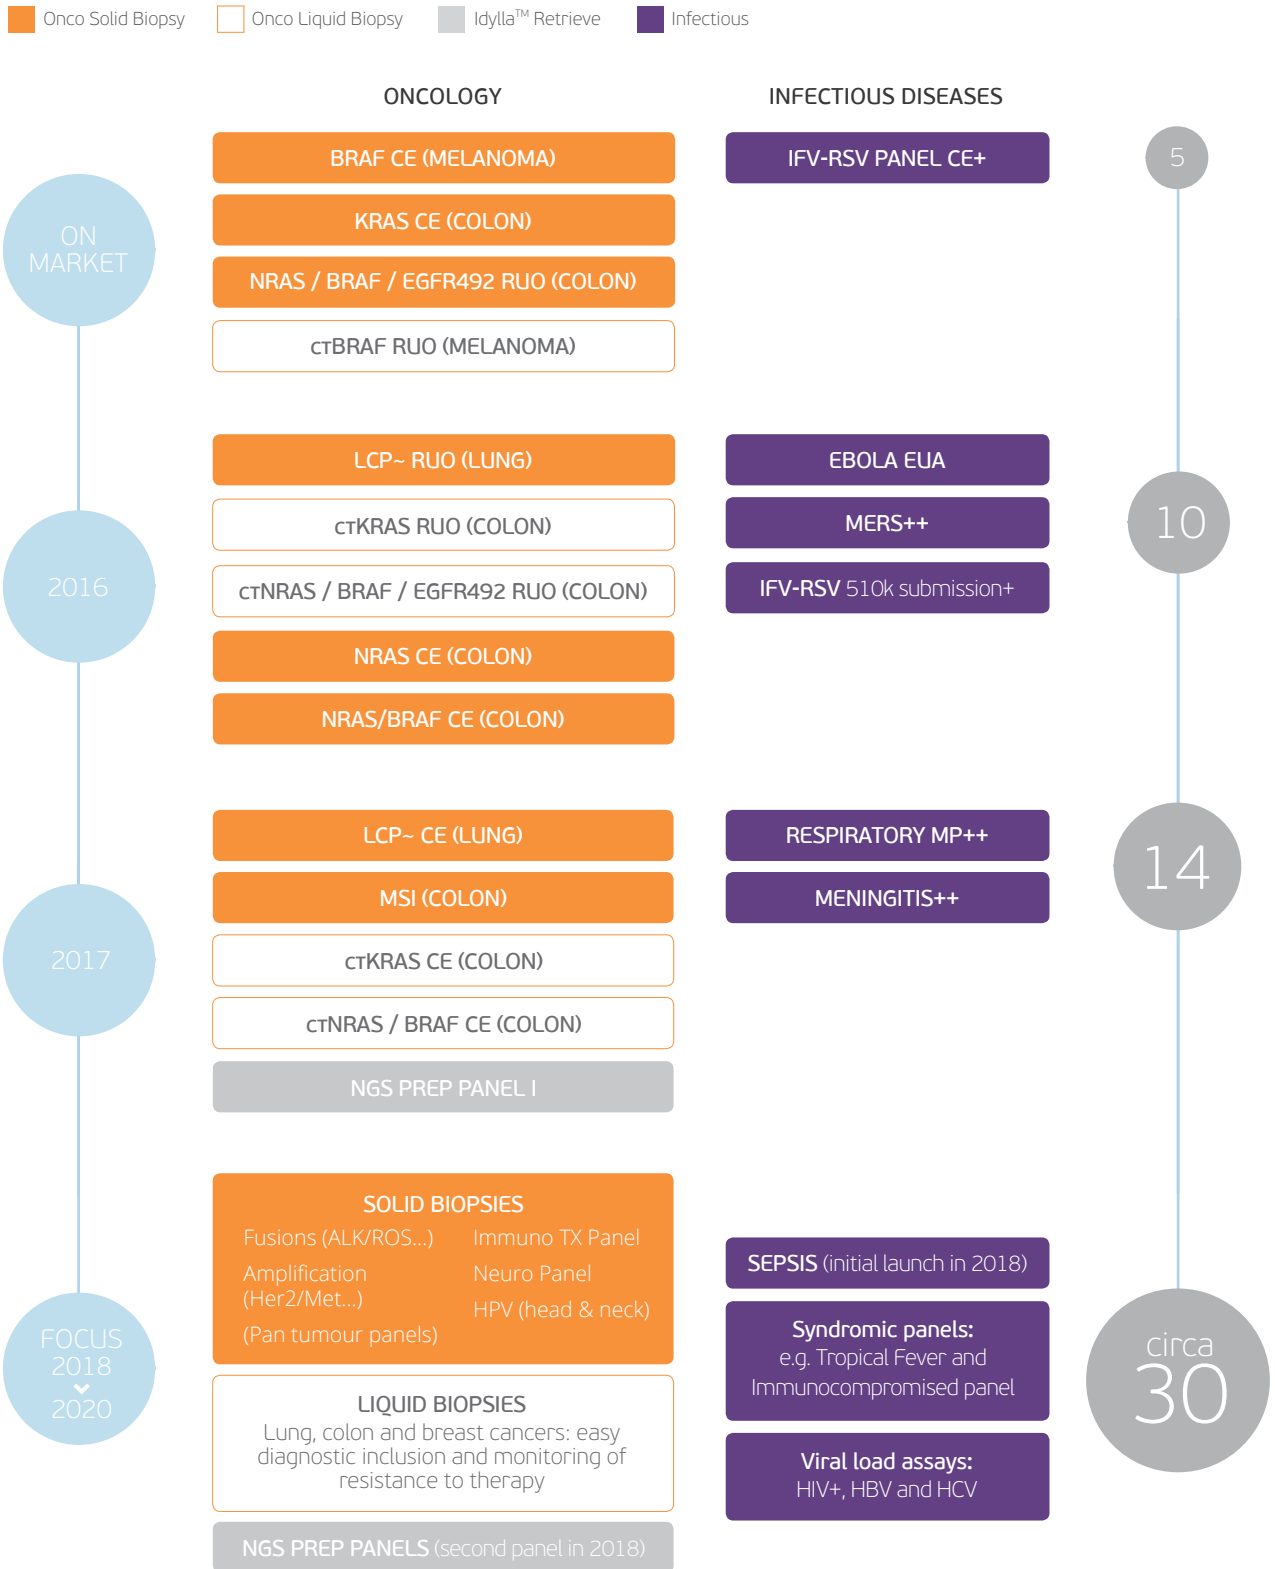 Onco Solid Biopsy Onco Liquid Biopsy Idylla™ Retrieve Infectious
ONCOLOGY
INFECTIOUS DISEASES
ON
MARKET
BRAF CE (MELANOMA)
KRAS CE (COLON)
NRAS / BRAF / EGFR492 RUO (COLON)
CTBRAF RUO (MELANOMA)
IFV-RSV PANEL CE+
5
2016
LCP~ RUO (LUNG)
CTKRAS RUO (COLON)
CTNRAS / BRAF / EGFR492 RUO (COLON)
NRAS CE (COLON)
NRAS/BRAF CE (COLON)
EBOLA EUA
MERS++
IFV-RSV 510k submission+
10
2017
LCP~ CE (LUNG)
MSI (COLON)
CTKRAS CE (COLON)
CTNRAS / BRAF CE (COLON)
NGS PREP PANEL I
RESPIRATORY MP++
MENINGITIS++
14
FOCUS
2018
2020
SOLID BIOPSIES
Fusions (ALK/ROS...)
Amplification
(Her2/Met...)
(Pan tumour panels)
Immuno TX Panel
Neuro Panel
HPV (head & neck)
LIQUID BIOPSIES
Lung, colon and breast cancers: easy
diagnostic inclusion and monitoring of
resistance to therapy
NGS PREP PANELS (second panel in 2018)
SEPSIS (initial launch in 2018)
Syndromic panels:
e.g. Tropical Fever and
Immunocompromised panel
Viral load assays:
HIV+, HBV and HCV
circa
30